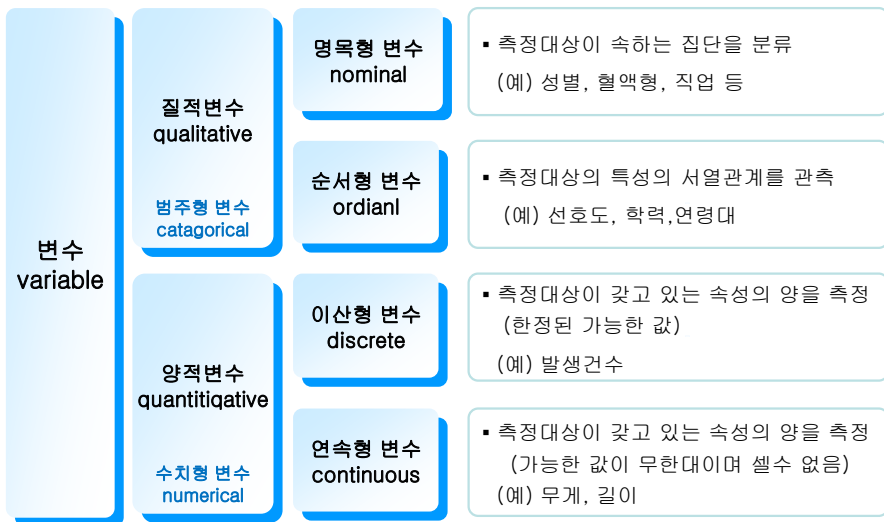 변수
variable
질적변수
qualitative
범주형 변수
catagorical
명목형 변수
nominal
▪ 측정대상이 속하는 집단을 분류
(예) 성별, 혈액형, 직업 등
순서형 변수
ordianl
▪ 측정대상의 특성의 서열관계를 관측
(예) 선호도, 학력,연령대
양적변수
quantitiqative
수치형 변수
numerical
이산형 변수
discrete
▪ 측정대상이 갖고 있는 속성의 양을 측정
(한정된 가능한 값)
(예) 발생건수
연속형 변수
continuous
▪ 측정대상이 갖고 있는 속성의 양을 측정
(가능한 값이 무한대이며 셀수 없음)
(예) 무게, 길이